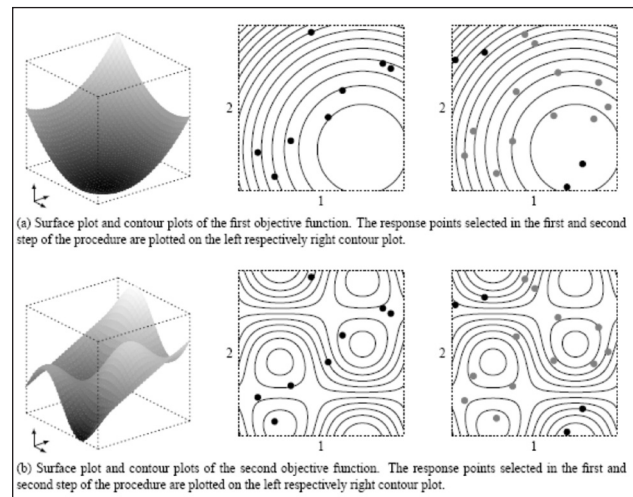 2
1
1
(a) Surface plot and contour plots of the first objective function. The response points selected in the first and second
step of the procedure are plotted on the left respectively right contour plot.
2
2
1
1
(b) Surface plot and contour plots of the second objective function. The response points selected in the first and
second step of the procedure are plotted on the left respectively right contour plot.